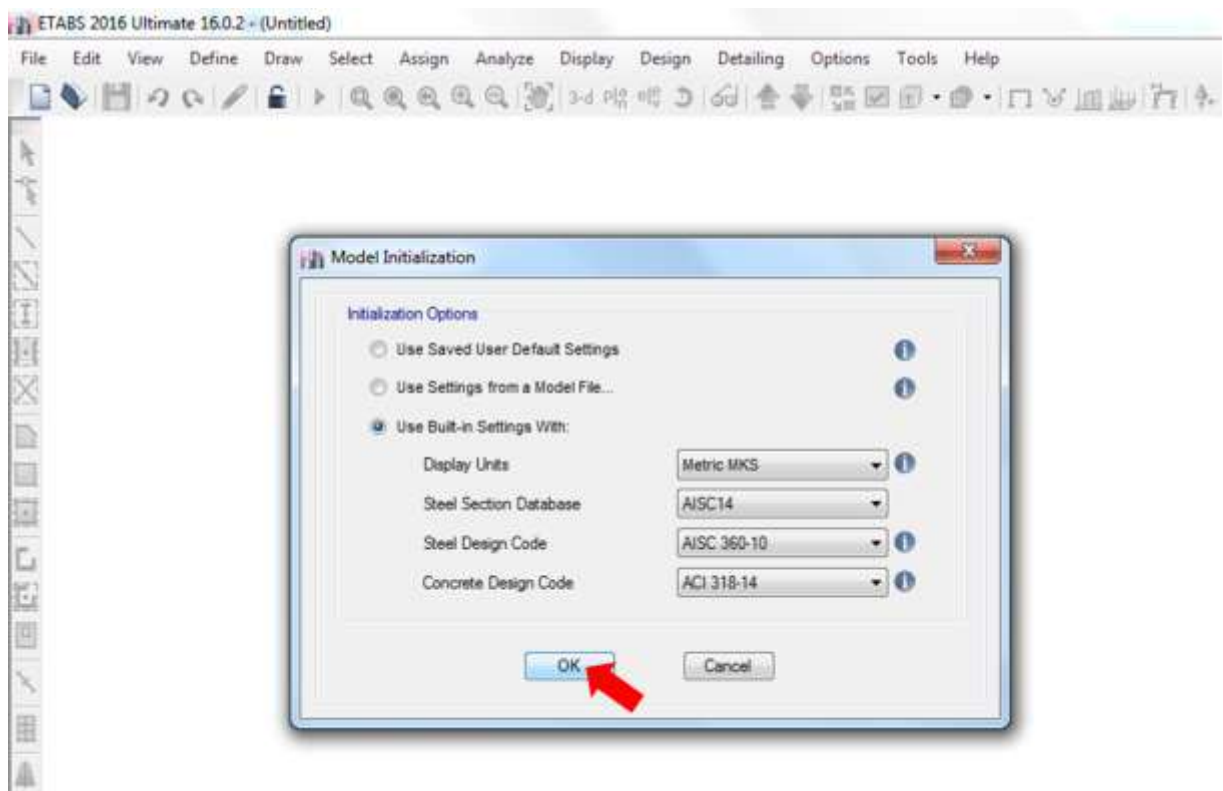 ETABS 2016 Ultimate 16.0.2 - (Untitled)
File Edit View Define Draw Select Assign Analyze Display Design Detailing Options Tools Help
3-d
Model Initialization
Initialization Options
Use Saved User Default Settings
Use Settings from a Model File...
Use Built-in Settings With:
Display Units Metric MKS
Steel Section Database AISC14
Steel Design Code AISC 360-10
Concrete Design Code ACI 318-14
OK Cancel